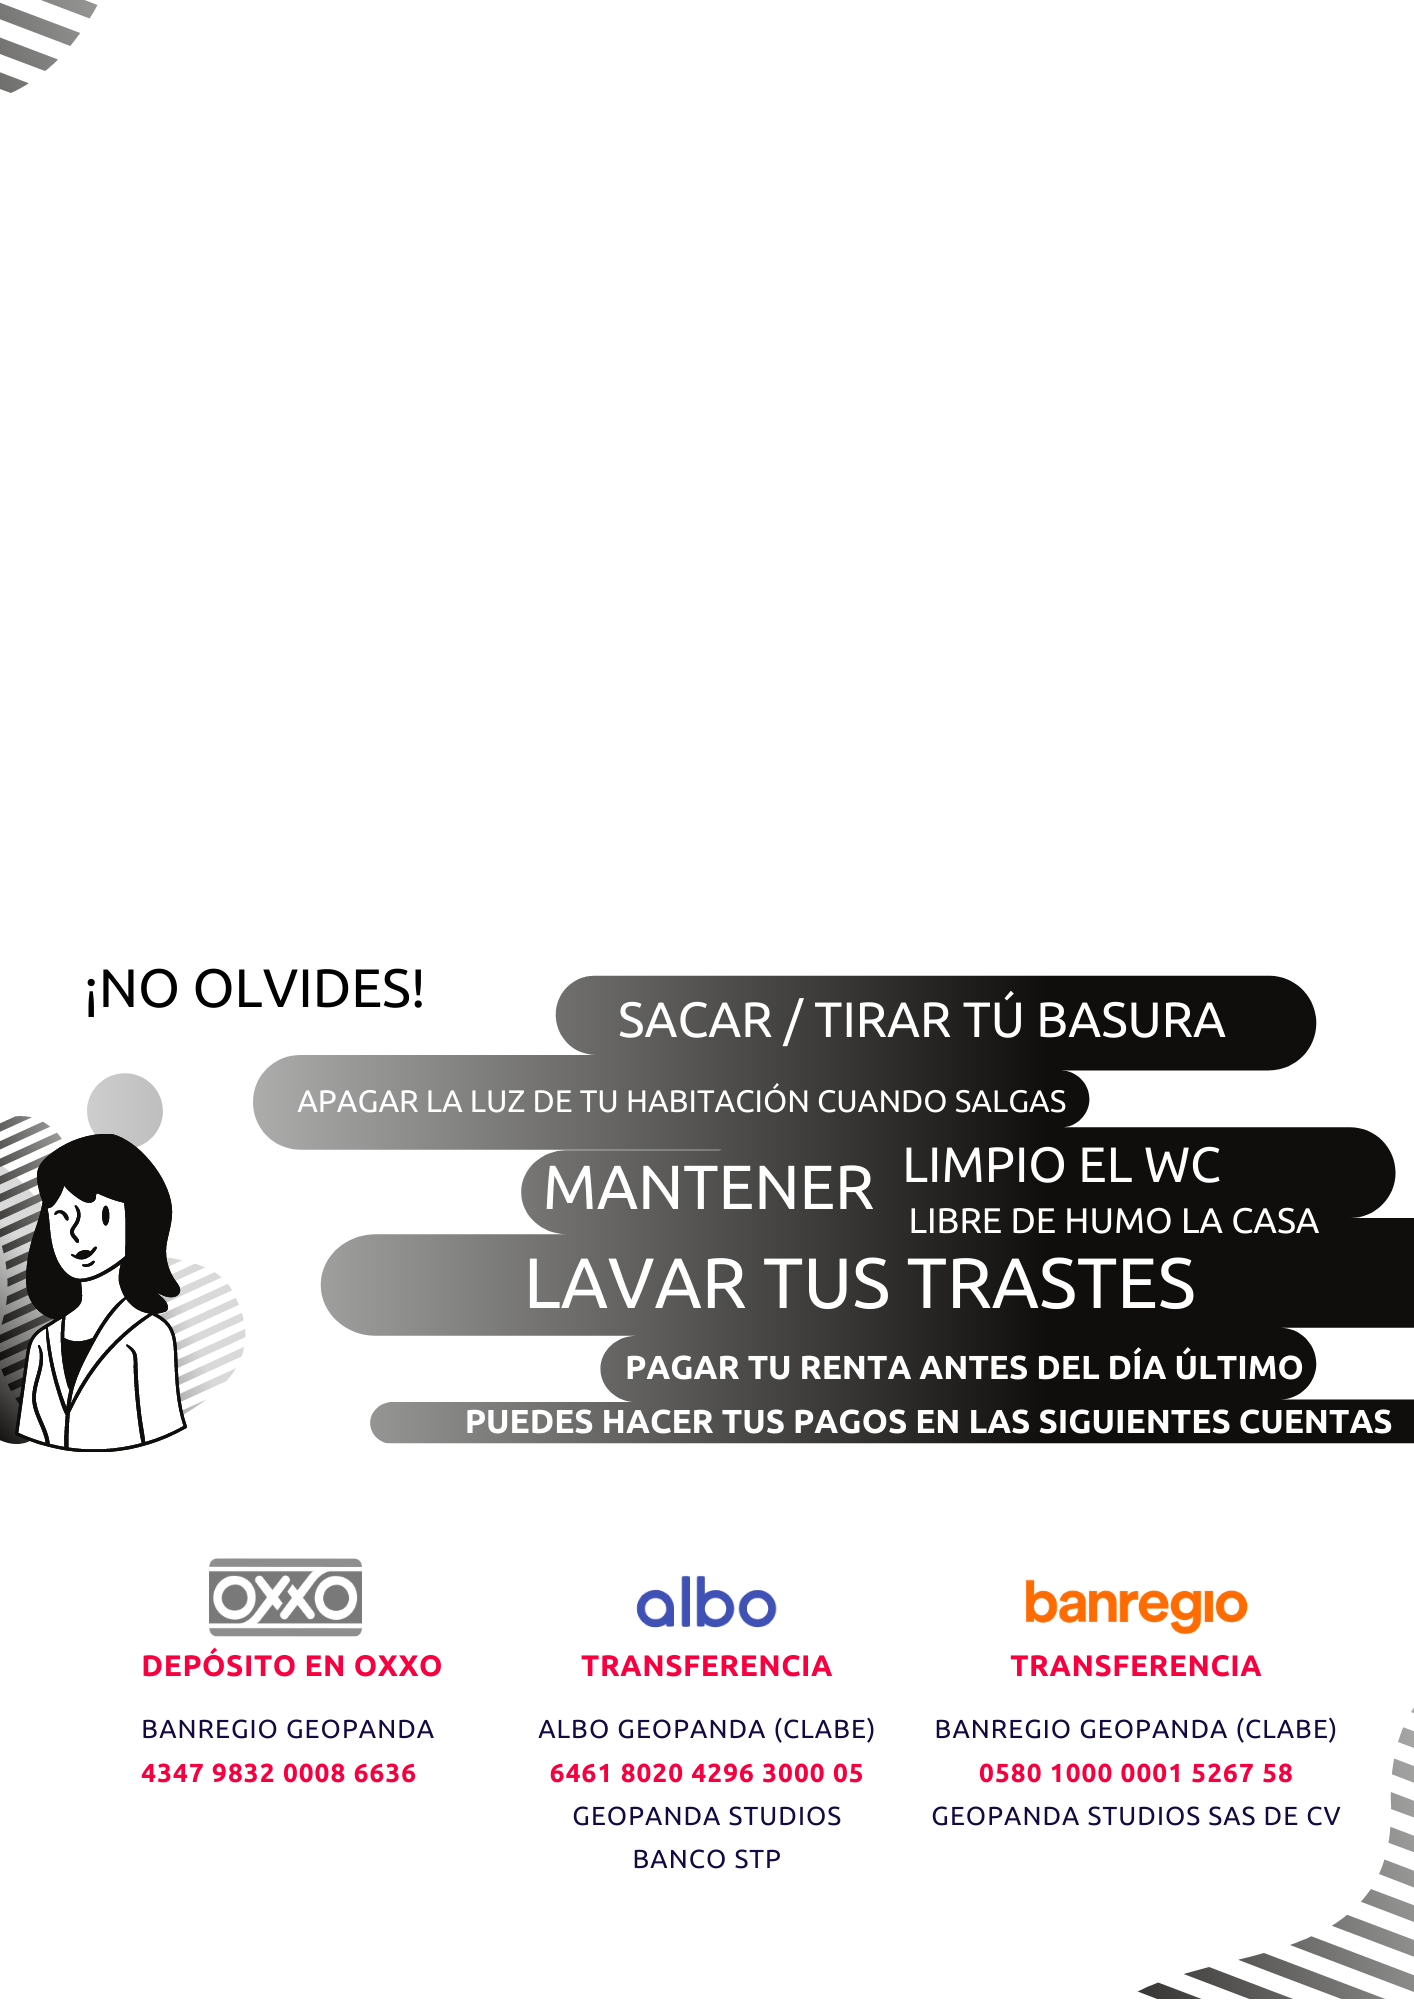 ¡NO OLVIDES!
SACAR / TIRAR TÚ BASURA
APAGAR LA LUZ DE TU HABITACIÓN CUANDO SALGAS
MANTENER
LIMPIO EL WC
LIBRE DE HUMO LA CASA
LAVAR TUS TRASTES
PAGAR TU RENTA ANTES DEL DÍA ÚLTIMO
PUEDES HACER TUS PAGOS EN LAS SIGUIENTES CUENTAS
OXXO
DEPÓSITO EN OXXO
BANREGIO GEOPANDA
4347 9832 0008 6636
albo
TRANSFERENCIA
ALBO GEOPANDA (CLABE)
6461 8020 4296 3000 05
GEOPANDA STUDIOS
BANCO STP
banregio
TRANSFERENCIA
BANREGIO GEOPANDA (CLABE)
0580 1000 0001 5267 58
GEOPANDA STUDIOS SAS DE CV